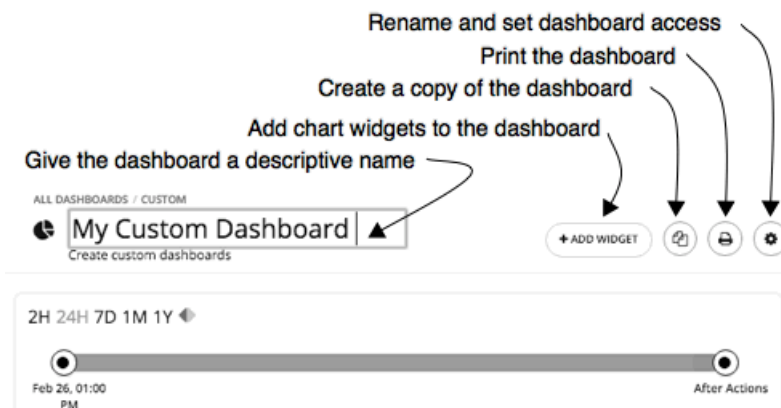 Rename and set dashboard access
Print the dashboard
Create a copy of the dashboard
Add chart widgets to the dashboard
Give the dashboard a descriptive name
ALL DASHBOARDS / CUSTOM
My Custom Dashboard
+ ADD WIDGET
Create custom dashboards
2H 24H 7D 1M 1Y
Feb 26, 01:00
PM
After Actions